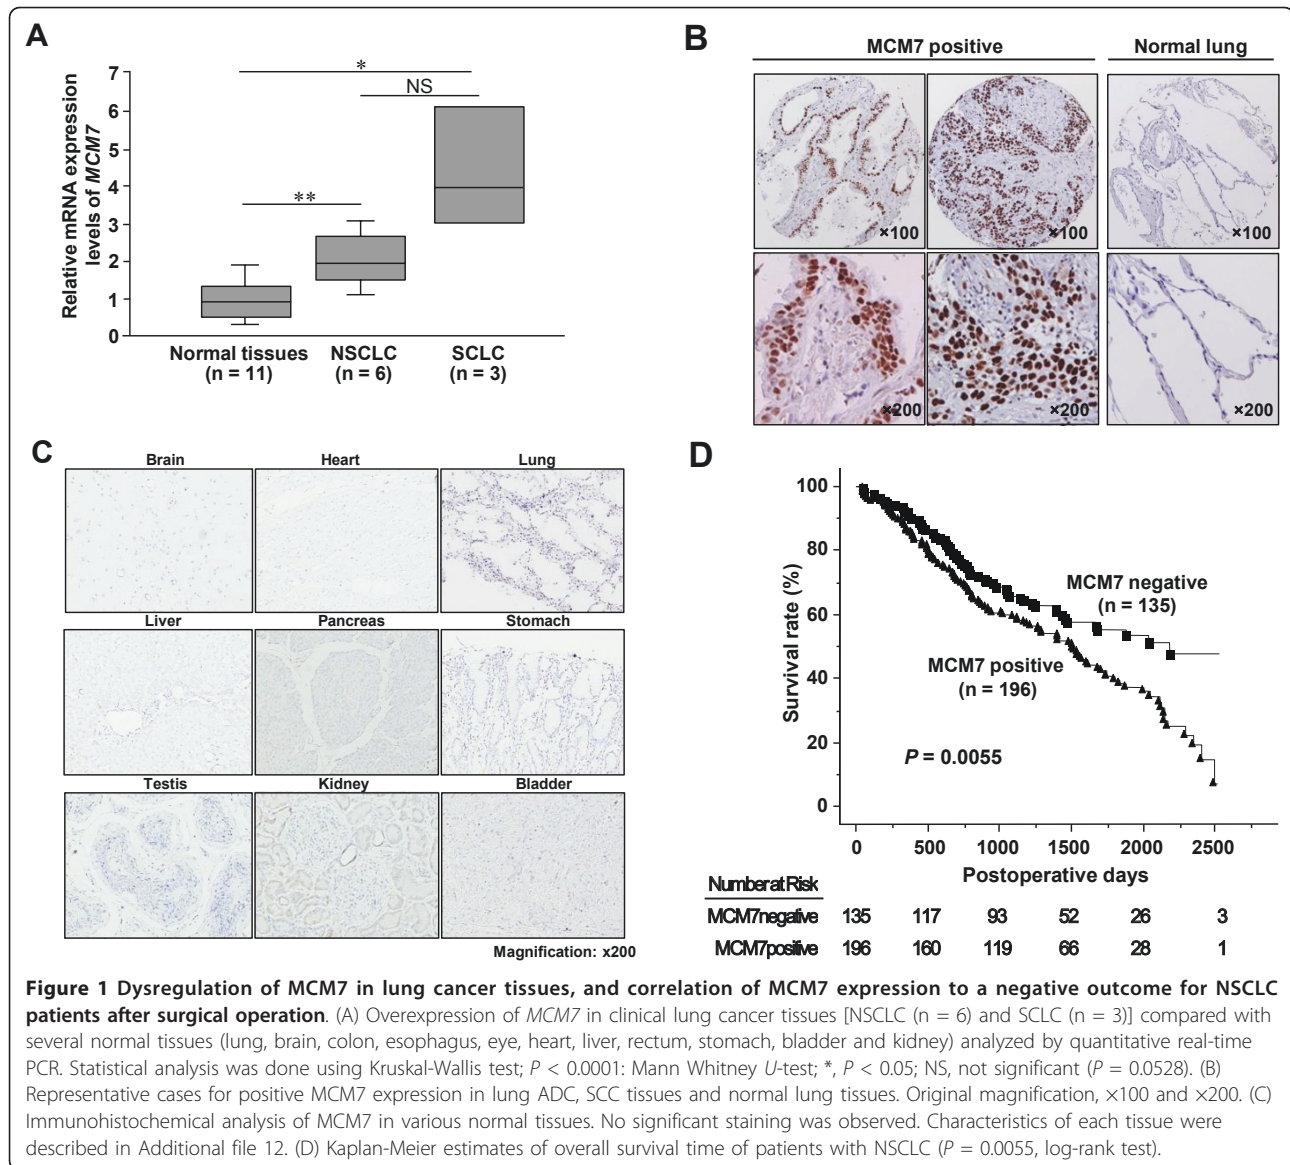 A
Relative mRNA expression
levels of MCM7
7
6
5
4
3
2
1
0
*
NS
**
Normal tissues
(n = 11)
NSCLC
(n = 6)
SCLC
(n = 3)
B
MCM7 positive
Normal lung
×100
×100
×100
×200
×200
×200
C
Brain
Heart
Lung
Liver
Pancreas
Stomach
Testis
Kidney
Bladder
Magnification: x200
D
Survival rate (%)
100
80
60
40
20
0
MCM7 negative
(n = 135)
MCM7 positive
(n = 196)
P = 0.0055
0 500 1000 1500 2000 2500
Postoperative days
Number at Risk
MCM7 negative 135 117 93 52 26 3
MCM7 positive 196 160 119 66 28 1
Figure 1 Dysregulation of MCM7 in lung cancer tissues, and correlation of MCM7 expression to a negative outcome for NSCLC
patients after surgical operation. (A) Overexpression of MCM7 in clinical lung cancer tissues [NSCLC (n = 6) and SCLC (n = 3)] compared with
several normal tissues (lung, brain, colon, esophagus, eye, heart, liver, rectum, stomach, bladder and kidney) analyzed by quantitative real-time
PCR. Statistical analysis was done using Kruskal-Wallis test; P < 0.0001: Mann Whitney U-test; *, P < 0.05; NS, not significant (P = 0.0528). (B)
Representative cases for positive MCM7 expression in lung ADC, SCC tissues and normal lung tissues. Original magnification, ×100 and ×200. (C)
Immunohistochemical analysis of MCM7 in various normal tissues. No significant staining was observed. Characteristics of each tissue were
described in Additional file 12. (D) Kaplan-Meier estimates of overall survival time of patients with NSCLC (P = 0.0055, log-rank test).